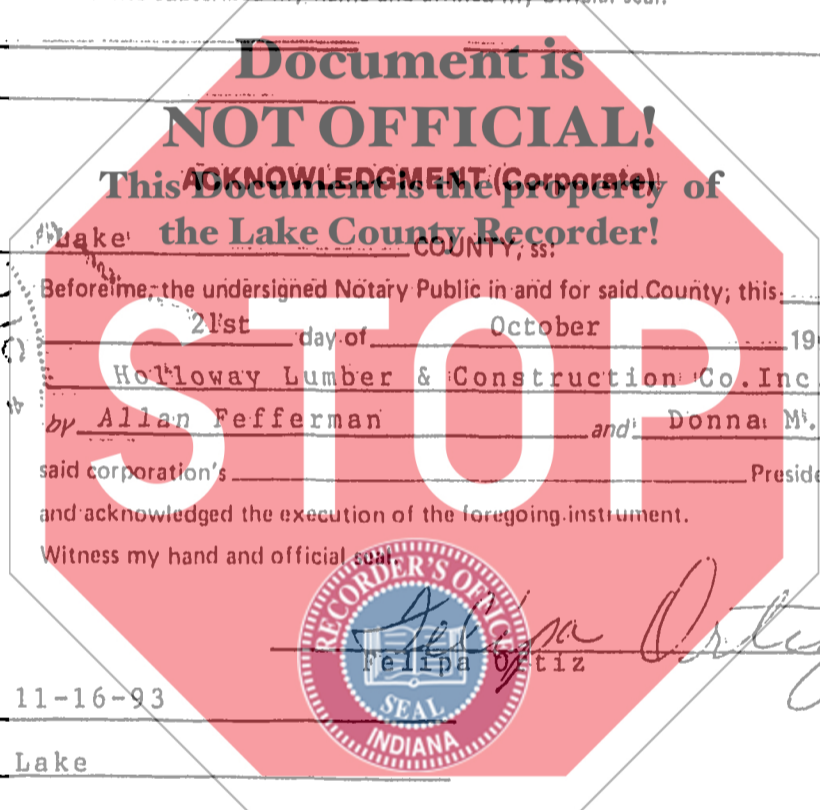 Document is
NOT OFFICIAL!
ACKNOWLEDGMENT (Corporate)
This Document is the property of
the Lake County Recorder!
Lake COUNTY, ss:
Before me, the undersigned Notary Public in and for said County, this
21st day of October 19
Holloway Lumber & Construction Co. Inc.
by Allan Fefferman and Donna M.
said corporation's Preside
and acknowledged the execution of the foregoing instrument.
Witness my hand and official seal.
STOP
RECORDER'S OFFICE
SEAL
INDIANA
Felipa Ortiz
Felipa Ortiz
11-16-93
Lake